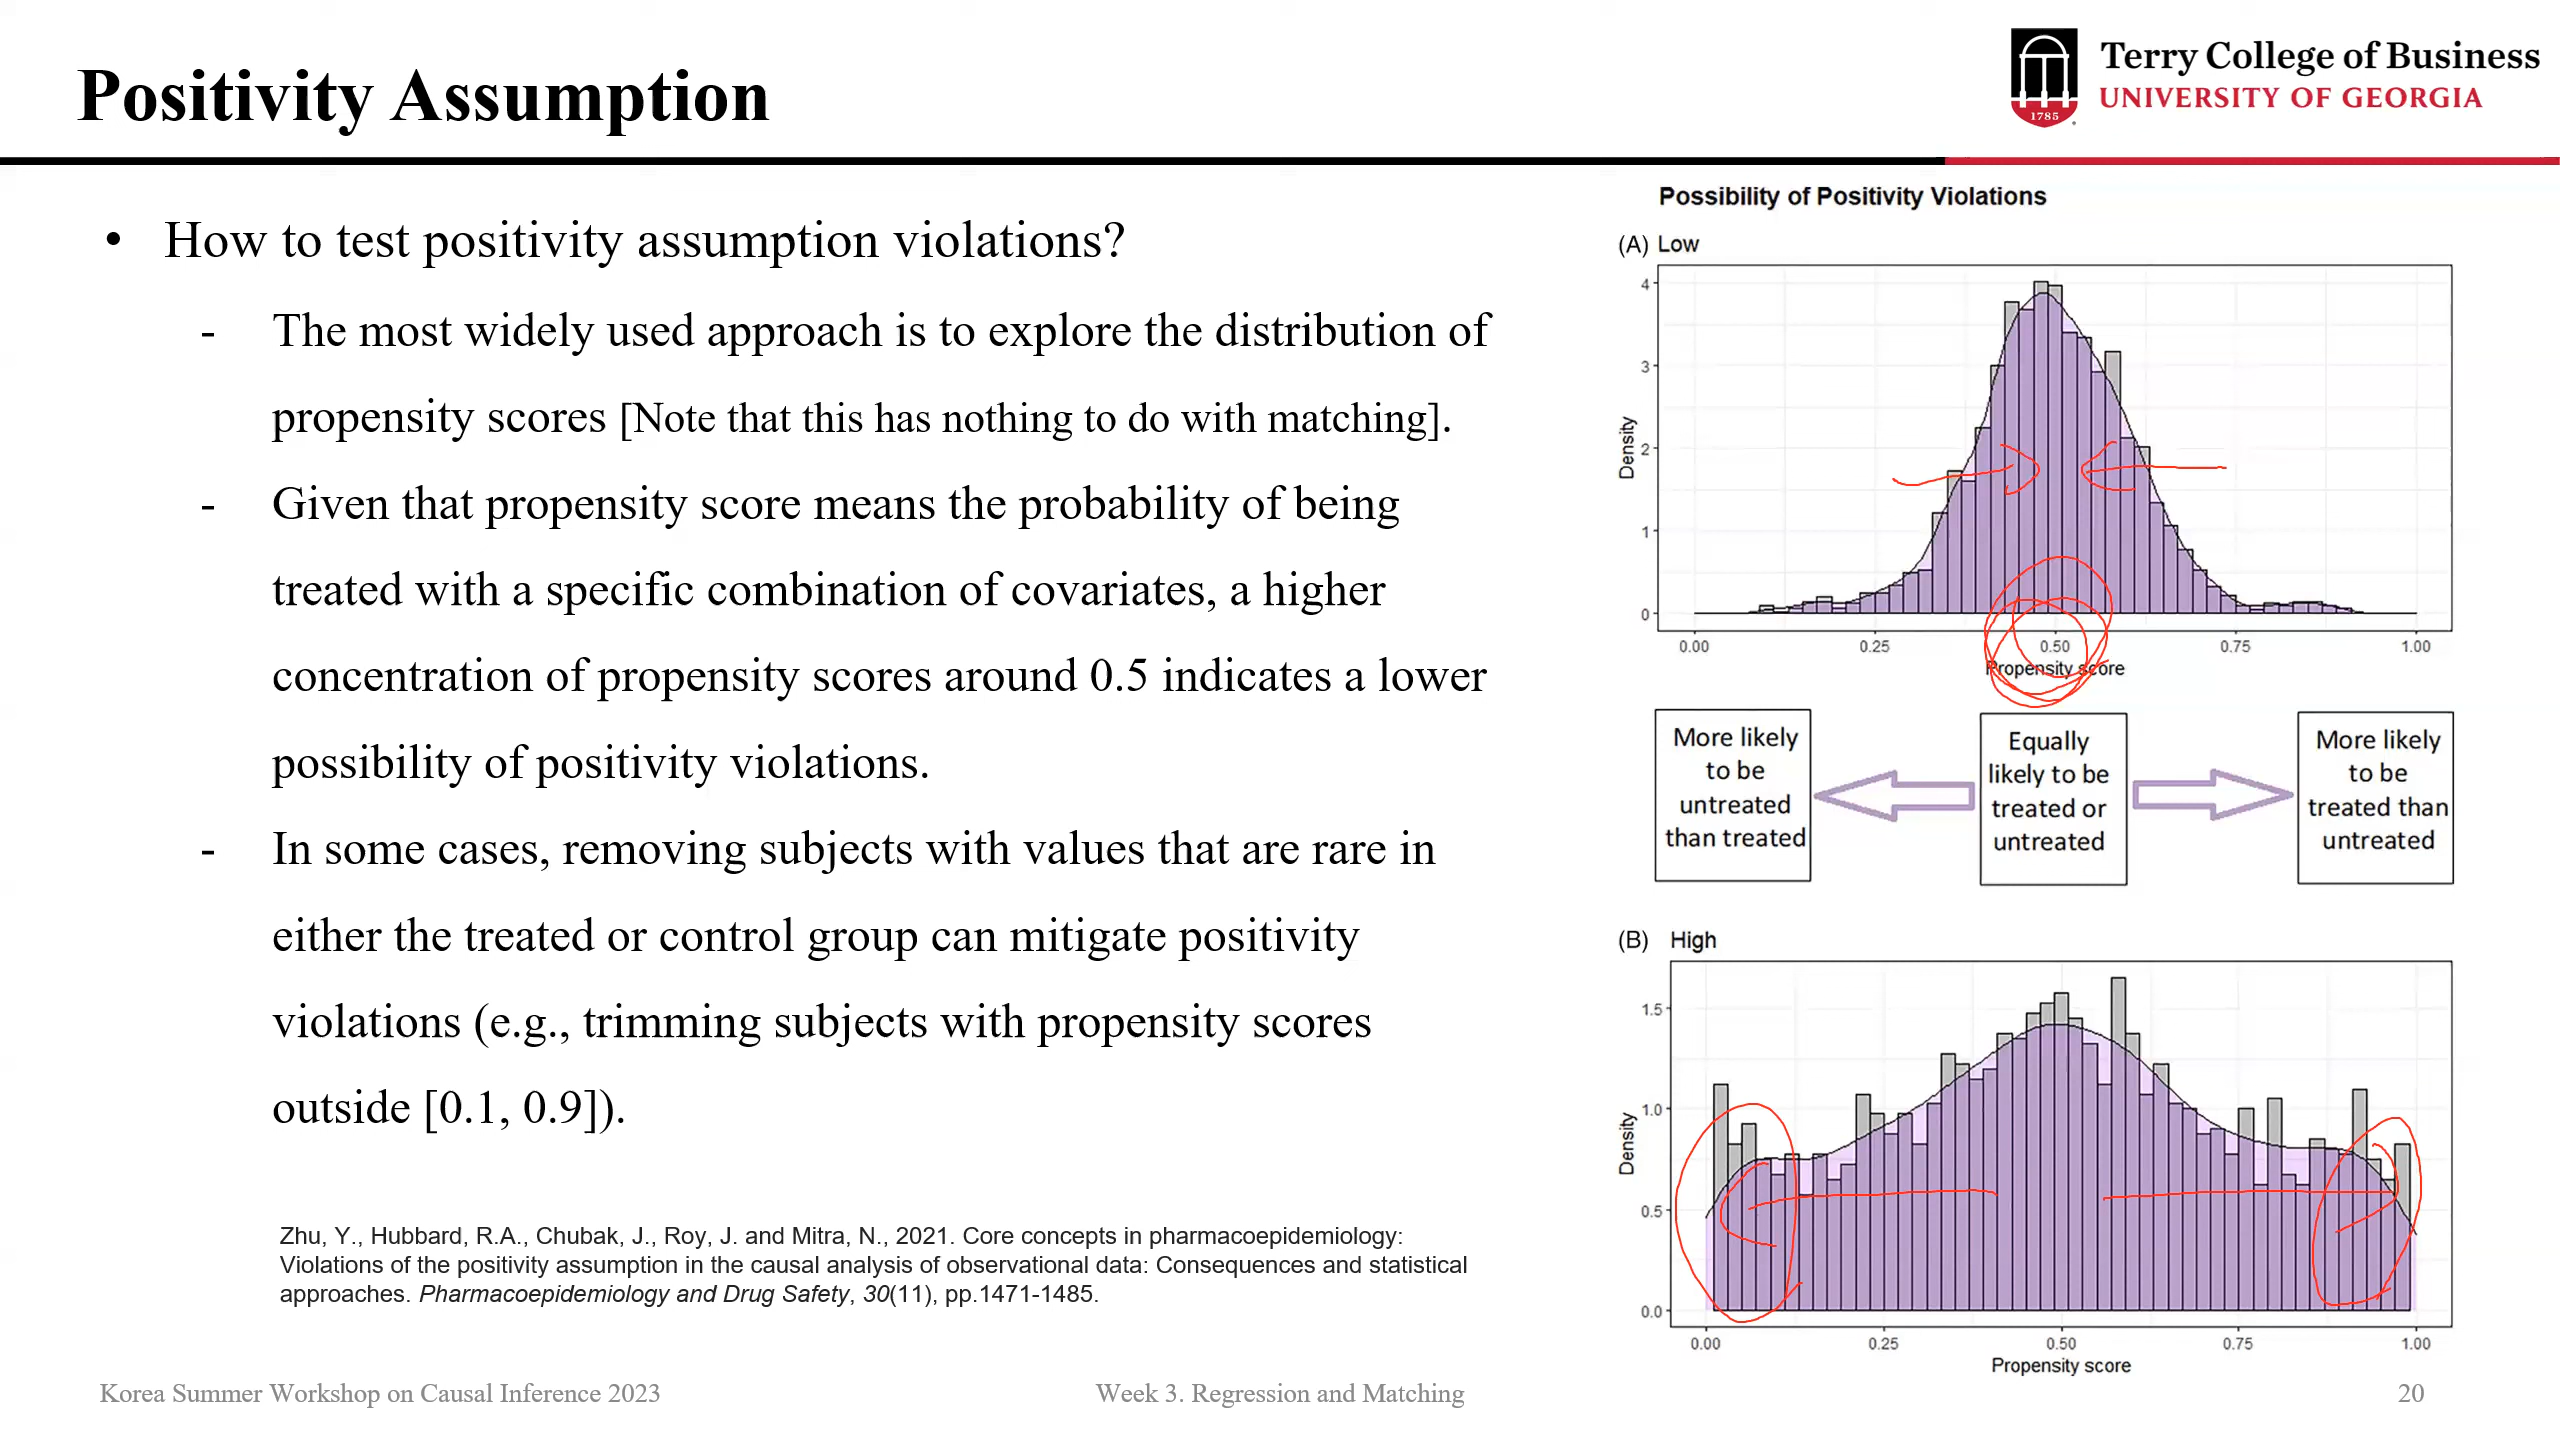 Positivity Assumption
Terry College of Business
UNIVERSITY OF GEORGIA
1785
• How to test positivity assumption violations?
- The most widely used approach is to explore the distribution of
propensity scores [Note that this has nothing to do with matching].
- Given that propensity score means the probability of being
treated with a specific combination of covariates, a higher
concentration of propensity scores around 0.5 indicates a lower
possibility of positivity violations.
- In some cases, removing subjects with values that are rare in
either the treated or control group can mitigate positivity
violations (e.g., trimming subjects with propensity scores
outside [0.1, 0.9]).
Zhu, Y., Hubbard, R.A., Chubak, J., Roy, J. and Mitra, N., 2021. Core concepts in pharmacoepidemiology:
Violations of the positivity assumption in the causal analysis of observational data: Consequences and statistical
approaches. Pharmacoepidemiology and Drug Safety, 30(11), pp.1471-1485.
Possibility of Positivity Violations
(A) Low
4
3
2
1
0
Density
0.00 0.25 0.50 0.75 1.00
Propensity score
More likely
to be
untreated
than treated
Equally
likely to be
treated or
untreated
More likely
to be
treated than
untreated
(B) High
1.5
1.0
0.5
0.0
Density
0.00 0.25 0.50 0.75 1.00
Propensity score
Korea Summer Workshop on Causal Inference 2023
Week 3. Regression and Matching
20